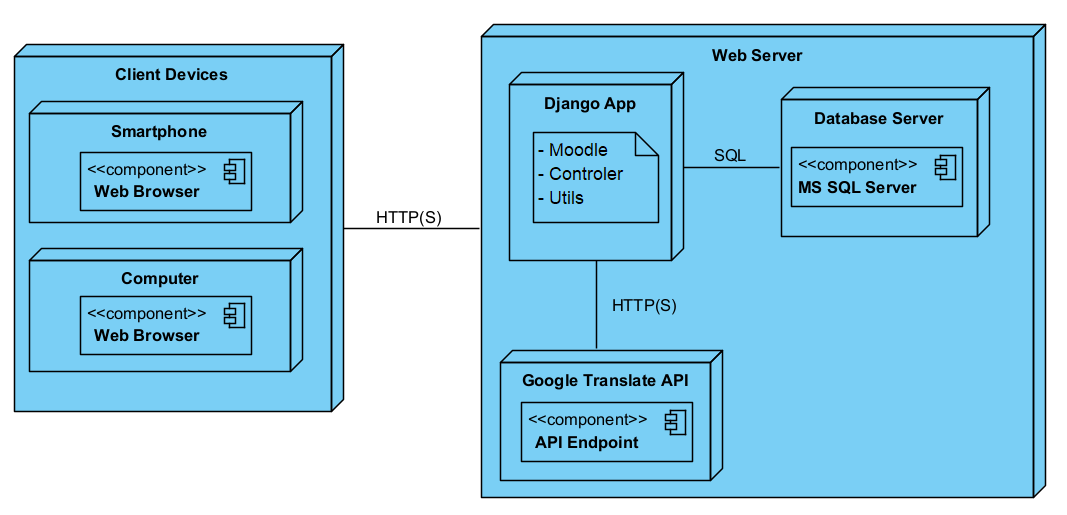 Client Devices
Smartphone
<<component>>
Web Browser
Computer
<<component>>
Web Browser
HTTP(S)
Web Server
Django App
- Moodle
- Controler
- Utils
SQL
Database Server
<<component>>
MS SQL Server
HTTP(S)
Google Translate API
<<component>>
API Endpoint